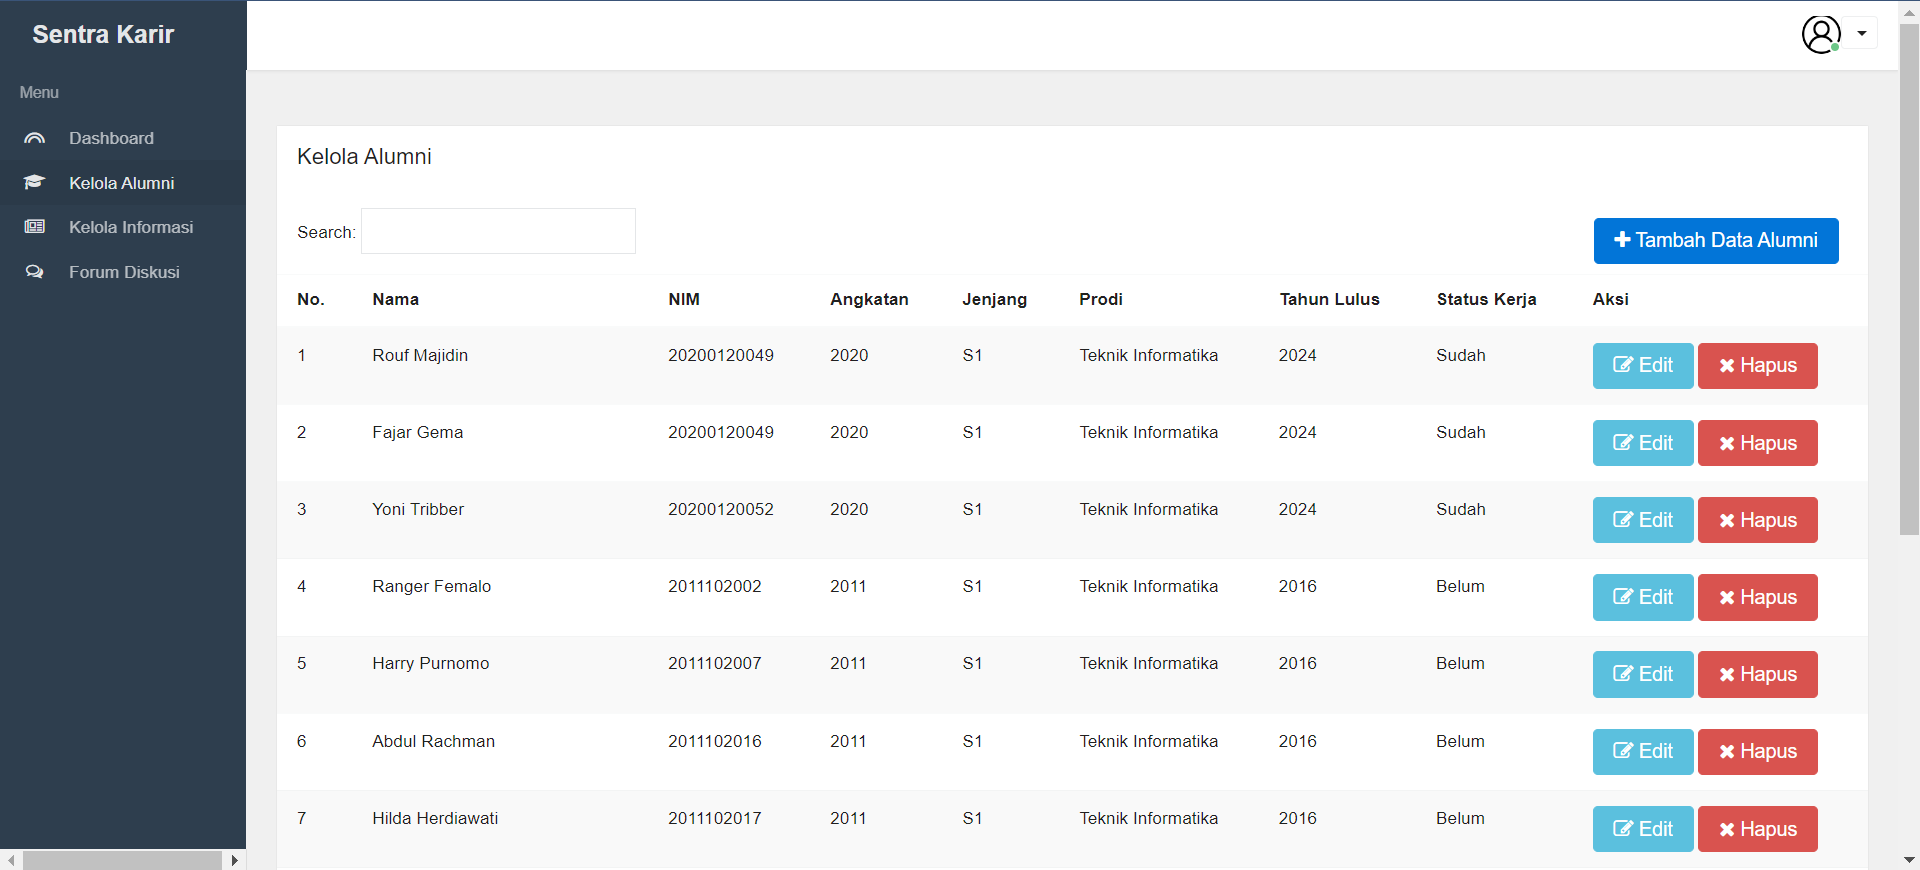 Sentra Karir
Menu
Dashboard
Kelola Alumni
Kelola Informasi
Forum Diskusi
Kelola Alumni
Search:
Tambah Data Alumni
No. Nama NIM Angkatan Jenjang Prodi Tahun Lulus Status Kerja Aksi
1 Rouf Majidin 20200120049 2020 S1 Teknik Informatika 2024 Sudah Edit Hapus
2 Fajar Gema 20200120049 2020 S1 Teknik Informatika 2024 Sudah Edit Hapus
3 Yoni Tribber 20200120052 2020 S1 Teknik Informatika 2024 Sudah Edit Hapus
4 Ranger Femalo 2011102002 2011 S1 Teknik Informatika 2016 Belum Edit Hapus
5 Harry Purnomo 2011102007 2011 S1 Teknik Informatika 2016 Belum Edit Hapus
6 Abdul Rachman 2011102016 2011 S1 Teknik Informatika 2016 Belum Edit Hapus
7 Hilda Herdiawati 2011102017 2011 S1 Teknik Informatika 2016 Belum Edit Hapus